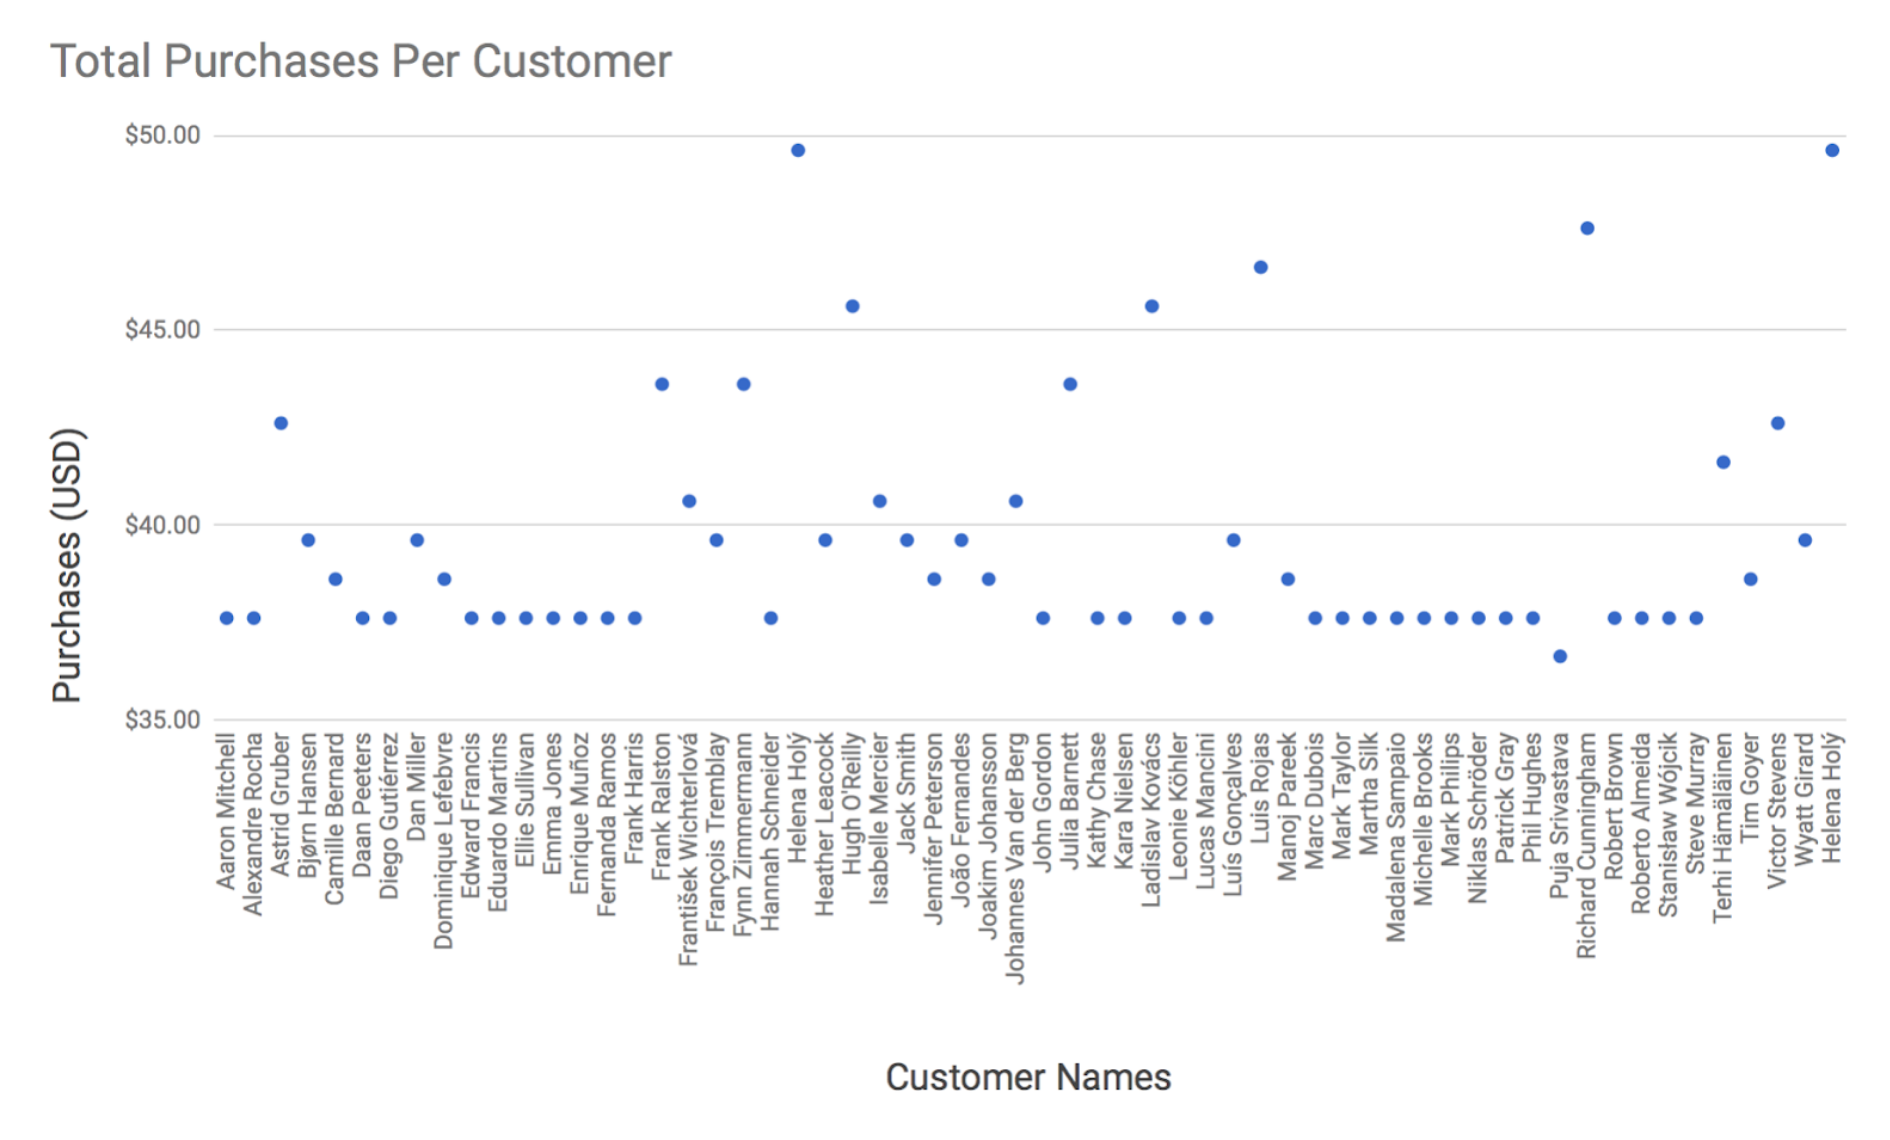 Total Purchases Per Customer
$50.00
$45.00
$40.00
$35.00
Purchases (USD)
Aaron Mitchell
Alexandre Rocha
Astrid Gruber
Bjørn Hansen
Camille Bernard
Daan Peeters
Diego Gutiérrez
Dan Miller
Dominique Lefebvre
Edward Francis
Eduardo Martins
Ellie Sullivan
Emma Jones
Enrique Muñoz
Fernanda Ramos
Frank Harris
Frank Ralston
František Wichterlová
François Tremblay
Fynn Zimmermann
Hannah Schneider
Helena Holý
Heather Leacock
Hugh O'Reilly
Isabelle Mercier
Jack Smith
Jennifer Peterson
João Fernandes
Joakim Johansson
Johannes Van der Berg
John Gordon
Julia Barnett
Kathy Chase
Kara Nielsen
Ladislav Kovács
Leonie Köhler
Lucas Mancini
Luís Gonçalves
Luis Rojas
Manoj Pareek
Marc Dubois
Mark Taylor
Martha Silk
Madalena Sampaio
Michelle Brooks
Mark Philips
Niklas Schröder
Patrick Gray
Phil Hughes
Puja Srivastava
Richard Cunningham
Robert Brown
Roberto Almeida
Stanisław Wójcik
Steve Murray
Terhi Hämäläinen
Tim Goyer
Victor Stevens
Wyatt Girard
Helena Holý
Customer Names